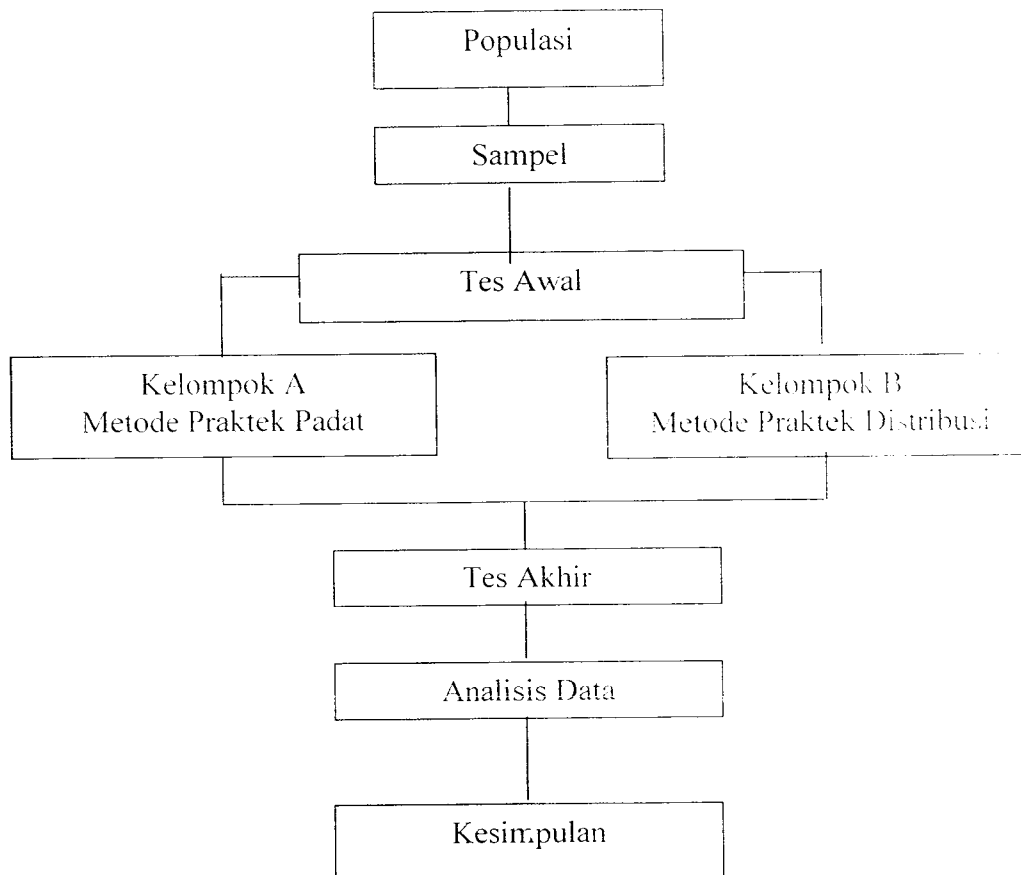 Populasi
Sampel
Tes Awal
Kelompok A
Metode Praktek Padat
Kelompok B
Metode Praktek Distribusi
Tes Akhir
Analisis Data
Kesimpulan